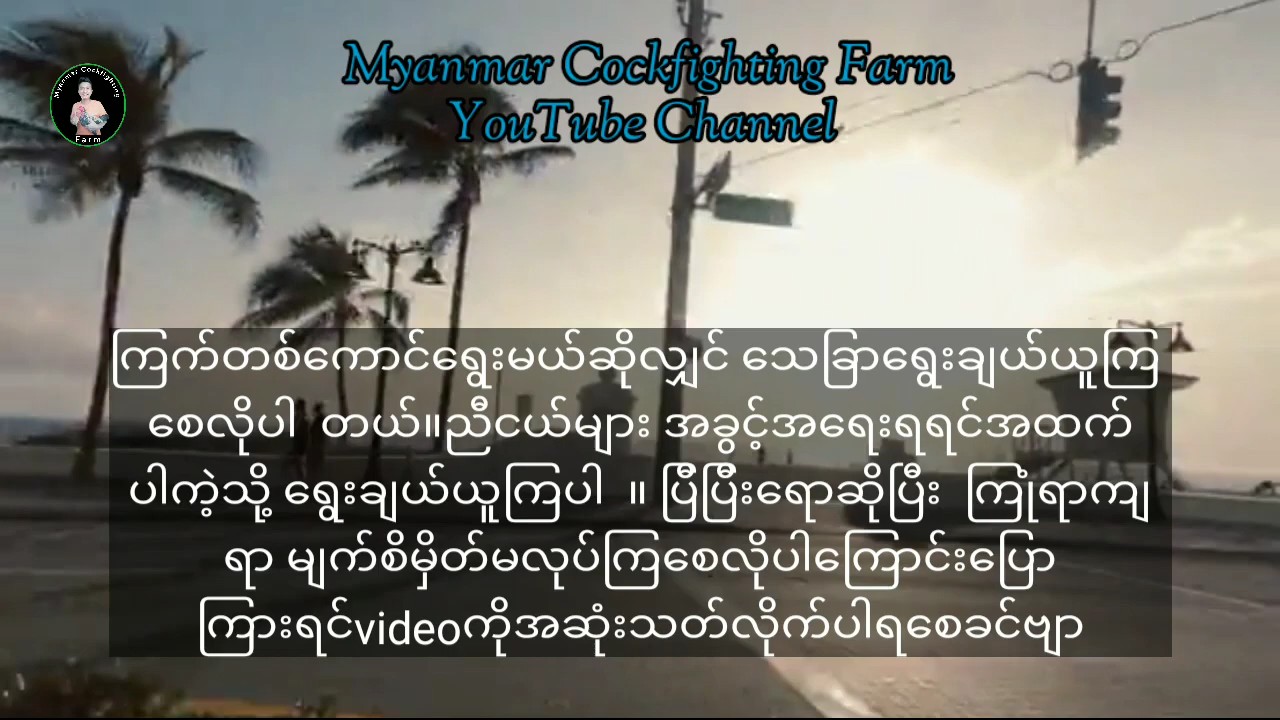 Myanmar Cockfighting Farm
YouTube Channel
Myanmar Cockfighting
Farm
ကြက်တစ်ကောင်ရွေးမယ်ဆိုလျှင် သေခြာရွေးချယ်ယူကြ
စေလိုပါ တယ်။ညီငယ်များ အခွင့်အရေးရရင်အထက်
ပါကဲ့သို့ ရွေးချယ်ယူကြပါ ။ ပြီပြီးရောဆိုပြီး ကြုံရာကျ
ရာ မျက်စိမှိတ်မလုပ်ကြစေလိုပါကြောင်းပြော
ကြားရင်videoကိုအဆုံးသတ်လိုက်ပါရစေခင်ဗျာ